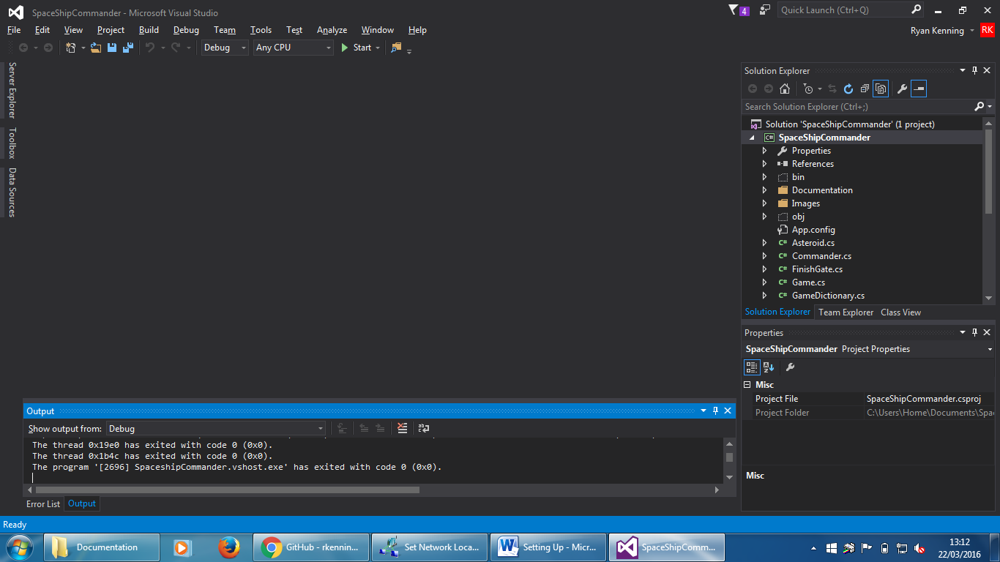 SpaceShipCommander - Microsoft Visual Studio
4
Quick Launch (Ctrl+Q)
File Edit View Project Build Debug Team Tools Test Analyze Window Help
Ryan Kenning
RK
Debug
Any CPU
Start
Server Explorer
Toolbox
Data Sources
Solution Explorer
Search Solution Explorer (Ctrl+;)
Solution 'SpaceShipCommander' (1 project)
C# SpaceShipCommander
Properties
References
bin
Documentation
Images
obj
App.config
C# Asteroid.cs
C# Commander.cs
C# FinishGate.cs
C# Game.cs
C# GameDictionary.cs
Solution Explorer Team Explorer Class View
Properties
SpaceShipCommander Project Properties
Misc
Project File SpaceShipCommander.csproj
Project Folder C:\Users\Home\Documents\Spa
Misc
Output
Show output from: Debug
The thread 0x19e0 has exited with code 0 (0x0).
The thread 0x1b4c has exited with code 0 (0x0).
The program '[2696] SpaceshipCommander.vshost.exe' has exited with code 0 (0x0).
Error List Output
Ready
Documentation
GitHub - rkennin...
Set Network Loca...
Setting Up - Micr...
SpaceShipComm...
13:12
22/03/2016